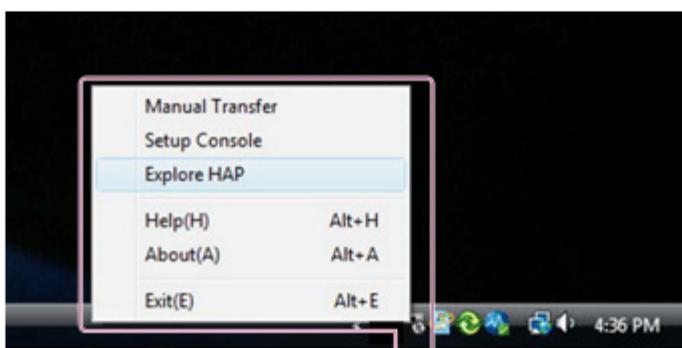 Manual Transfer
Setup Console
Explore HAP
Help(H) Alt+H
About(A) Alt+A
Exit(E) Alt+E
4:36 PM